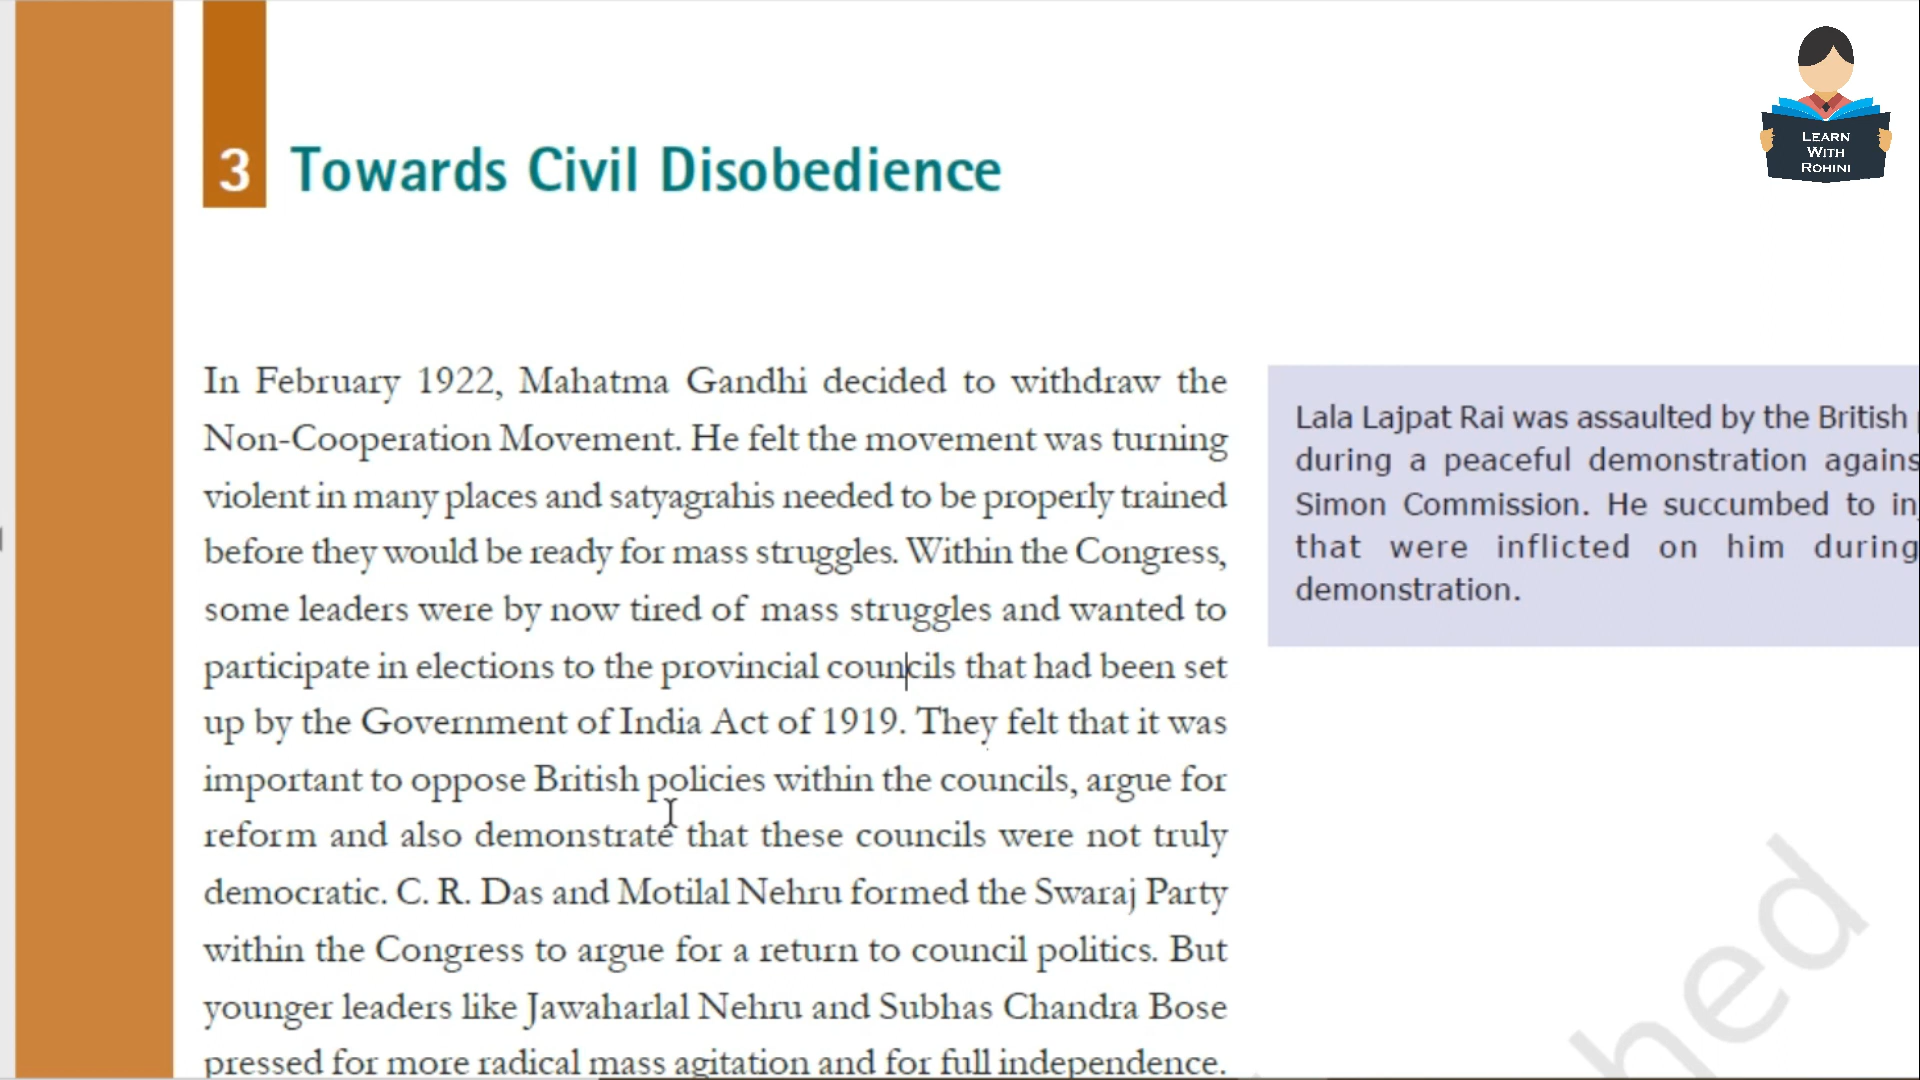 3 Towards Civil Disobedience
LEARN
WITH
ROHINI
In February 1922, Mahatma Gandhi decided to withdraw the
Non-Cooperation Movement. He felt the movement was turning
violent in many places and satyagrahis needed to be properly trained
before they would be ready for mass struggles. Within the Congress,
some leaders were by now tired of mass struggles and wanted to
participate in elections to the provincial councils that had been set
up by the Government of India Act of 1919. They felt that it was
important to oppose British policies within the councils, argue for
reform and also demonstrate that these councils were not truly
democratic. C. R. Das and Motilal Nehru formed the Swaraj Party
within the Congress to argue for a return to council politics. But
younger leaders like Jawaharlal Nehru and Subhas Chandra Bose
pressed for more radical mass agitation and for full independence.
Lala Lajpat Rai was assaulted by the British
during a peaceful demonstration
Simon Commission. He succumbed to
that were inflicted on him during
demonstration.